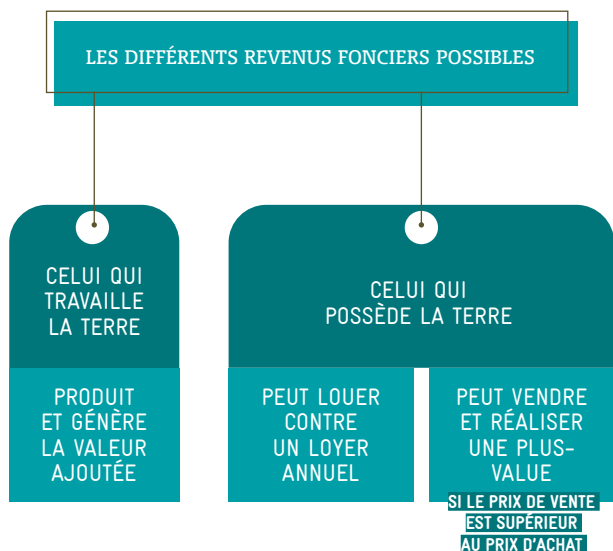 LES DIFFÉRENTS REVENUS FONCIERS POSSIBLES
CELUI QUI
TRAVAILLE
LA TERRE
PRODUIT
ET GÉNÈRE
LA VALEUR
AJOUTÉE
CELUI QUI
POSSÈDE LA TERRE
PEUT LOUER
CONTRE
UN LOYER
ANNUEL
PEUT VENDRE
ET RÉALISER
UNE PLUS-
VALUE
SI LE PRIX DE VENTE
EST SUPÉRIEUR
AU PRIX D'ACHAT